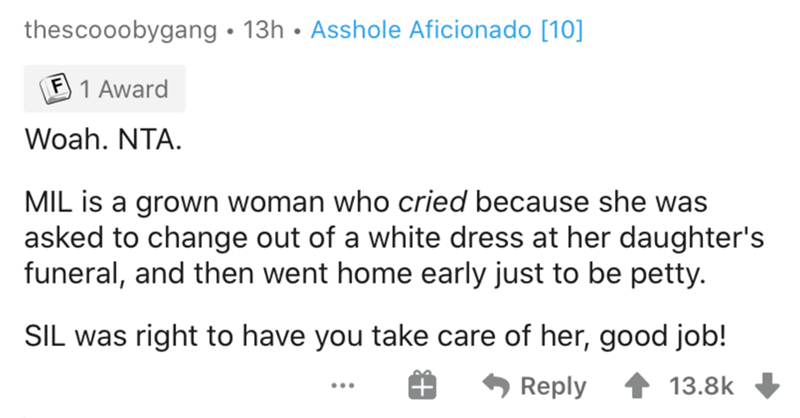 thescooobygang • 13h • Asshole Aficionado [10]
F 1 Award
Woah. NTA.
MIL is a grown woman who cried because she was
asked to change out of a white dress at her daughter's
funeral, and then went home early just to be petty.
SIL was right to have you take care of her, good job!
... Reply 13.8k